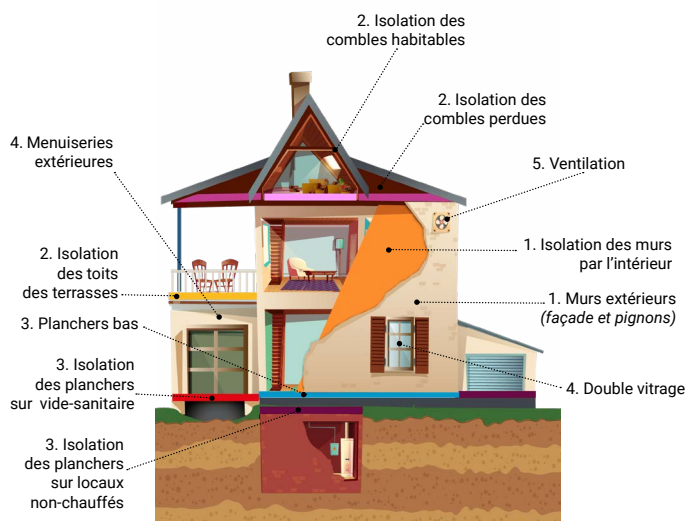 2. Isolation des
combles habitables
2. Isolation des
combles perdues
4. Menuiseries
extérieures
5. Ventilation
1. Isolation des murs
par l'intérieur
2. Isolation
des toits
des terrasses
1. Murs extérieurs
(façade et pignons)
3. Planchers bas
3. Isolation
des planchers
sur vide-sanitaire
4. Double vitrage
3. Isolation
des planchers
sur locaux
non-chauffés